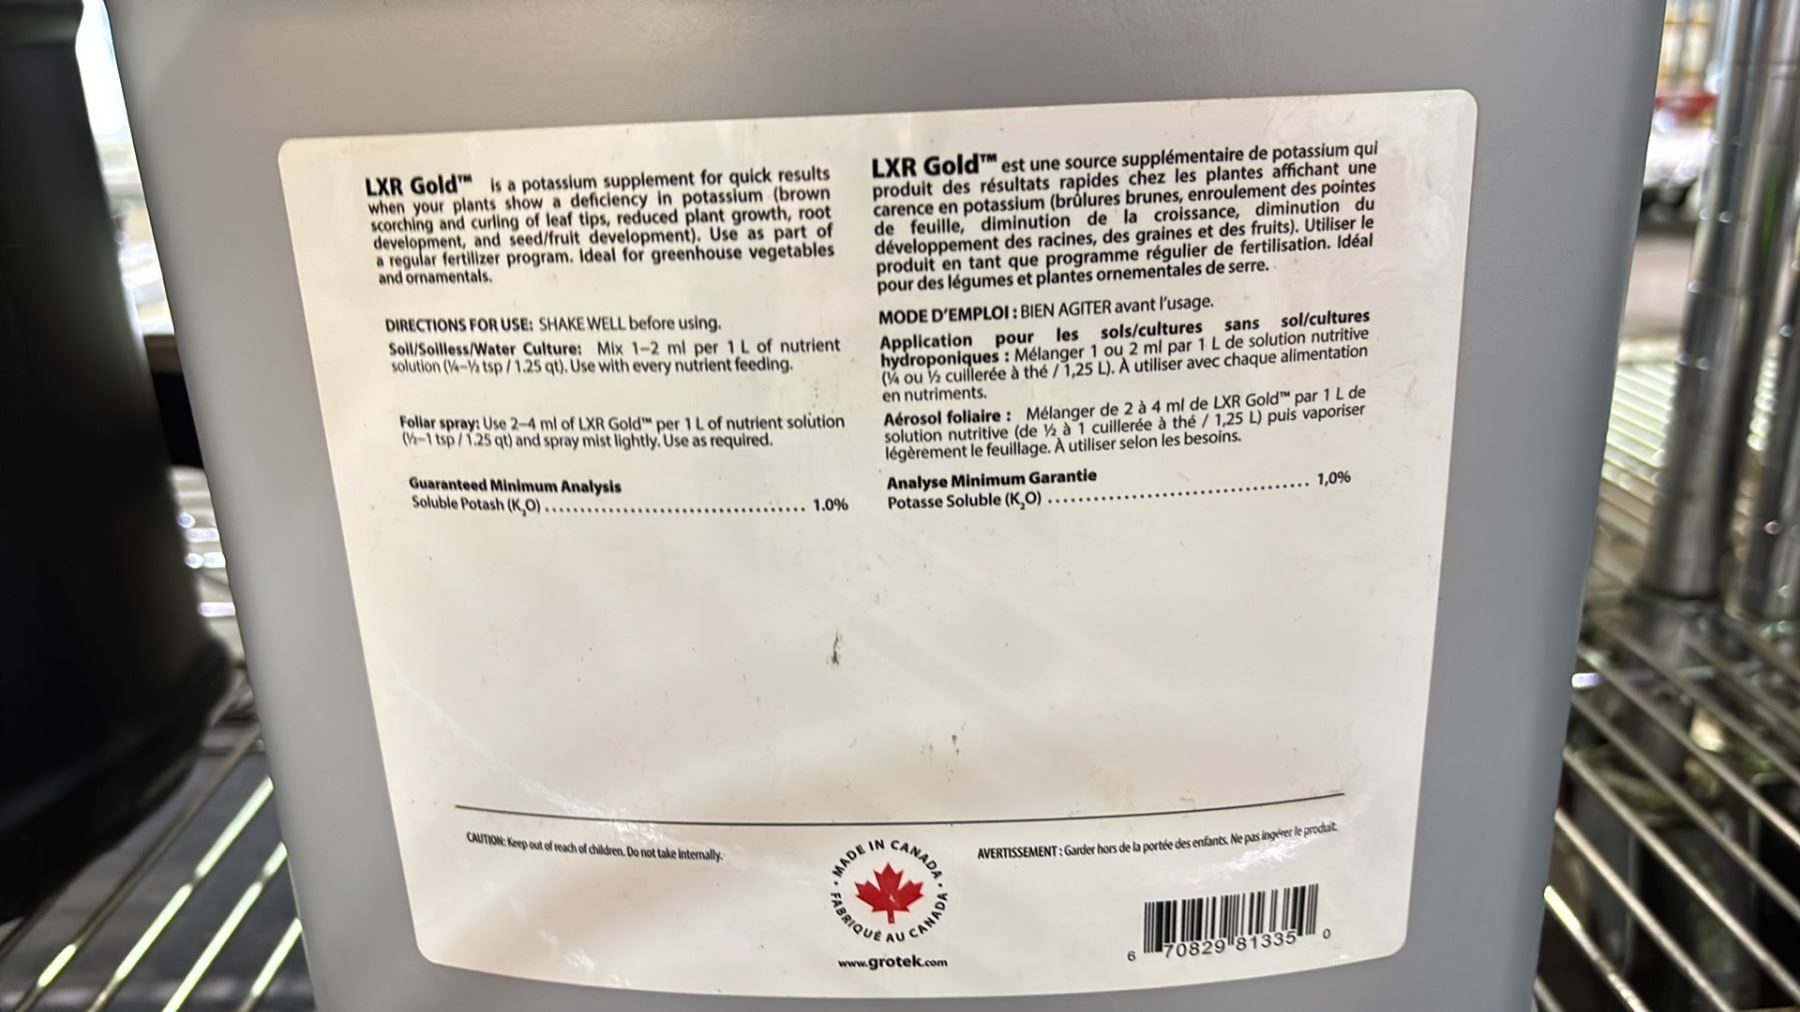 LXR Gold™ is a potassium supplement for quick results
when your plants show a deficiency in potassium (brown
scorching and curling of leaf tips, reduced plant growth, root
development, and seed/fruit development). Use as part of
a regular fertilizer program. Ideal for greenhouse vegetables
and ornamentals.
DIRECTIONS FOR USE: SHAKE WELL before using.
Soil/Soilless/Water Culture: Mix 1–2 ml per 1 L of nutrient
solution (¼–½ tsp / 1.25 qt). Use with every nutrient feeding.
Foliar spray: Use 2–4 ml of LXR Gold™ per 1 L of nutrient solution
(½–1 tsp / 1.25 qt) and spray mist lightly. Use as required.
Guaranteed Minimum Analysis
Soluble Potash (K₂O) .................................... 1.0%
LXR Gold™ est une source supplémentaire de potassium qui
produit des résultats rapides chez les plantes affichant une
carence en potassium (brûlures brunes, enroulement des pointes
de feuille, diminution de la croissance, diminution du
développement des racines, des graines et des fruits). Utiliser le
produit en tant que programme régulier de fertilisation. Idéal
pour des légumes et plantes ornementales de serre.
MODE D'EMPLOI : BIEN AGITER avant l'usage.
Application pour les sols/cultures sans sol/cultures
hydroponiques : Mélanger 1 ou 2 ml par 1 L de solution nutritive
(¼ ou ½ cuillerée à thé / 1,25 L). À utiliser avec chaque alimentation
en nutriments.
Aérosol foliaire : Mélanger de 2 à 4 ml de LXR Gold™ par 1 L de
solution nutritive (de ½ à 1 cuillerée à thé / 1,25 L) puis vaporiser
légèrement le feuillage. À utiliser selon les besoins.
Analyse Minimum Garantie
Potasse Soluble (K₂O) .................................... 1,0%
CAUTION: Keep out of reach of children. Do not take internally.
MADE IN CANADA • FABRIQUÉ AU CANADA •
www.grotek.com
AVERTISSEMENT : Garder hors de la portée des enfants. Ne pas ingérer le produit.
6 70829 81335 0